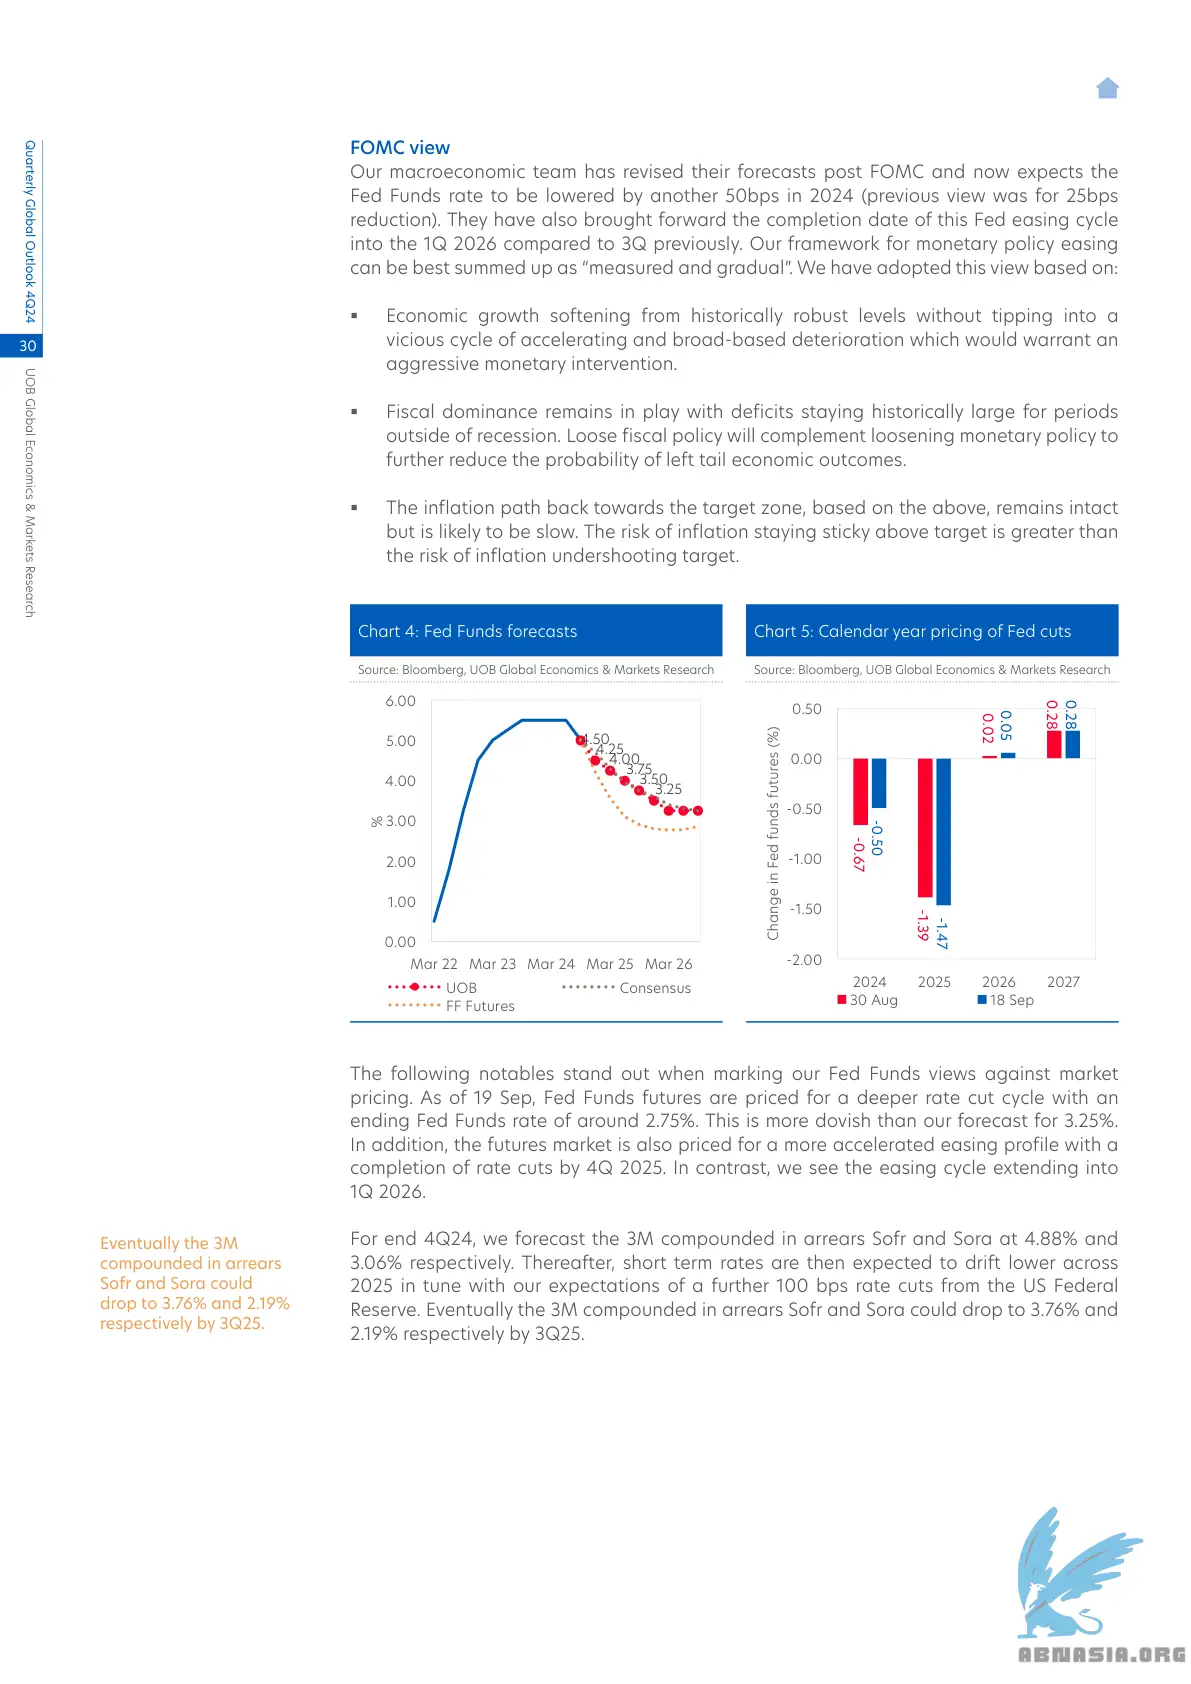 Quarterly Global Outlook 4Q24
30
UOB Global Economics & Markets Research
FOMC view
Our macroeconomic team has revised their forecasts post FOMC and now expects the
Fed Funds rate to be lowered by another 50bps in 2024 (previous view was for 25bps
reduction). They have also brought forward the completion date of this Fed easing cycle
into the 1Q 2026 compared to 3Q previously. Our framework for monetary policy easing
can be best summed up as “measured and gradual”. We have adopted this view based on:
▪ Economic growth softening from historically robust levels without tipping into a
vicious cycle of accelerating and broad-based deterioration which would warrant an
aggressive monetary intervention.
▪ Fiscal dominance remains in play with deficits staying historically large for periods
outside of recession. Loose fiscal policy will complement loosening monetary policy to
further reduce the probability of left tail economic outcomes.
▪ The inflation path back towards the target zone, based on the above, remains intact
but is likely to be slow. The risk of inflation staying sticky above target is greater than
the risk of inflation undershooting target.
Chart 4: Fed Funds forecasts
Source: Bloomberg, UOB Global Economics & Markets Research
6.00
5.00
4.00
3.00
2.00
1.00
0.00
%
4.50
4.25
4.00
3.75
3.50
3.25
Mar 22 Mar 23 Mar 24 Mar 25 Mar 26
UOB Consensus
FF Futures
Chart 5: Calendar year pricing of Fed cuts
Source: Bloomberg, UOB Global Economics & Markets Research
Change in Fed funds futures (%)
0.50
0.00
-0.50
-1.00
-1.50
-2.00
-0.67
-0.50
-1.39
-1.47
0.02
0.05
0.28
0.28
2024 2025 2026 2027
30 Aug 18 Sep
The following notables stand out when marking our Fed Funds views against market
pricing. As of 19 Sep, Fed Funds futures are priced for a deeper rate cut cycle with an
ending Fed Funds rate of around 2.75%. This is more dovish than our forecast for 3.25%.
In addition, the futures market is also priced for a more accelerated easing profile with a
completion of rate cuts by 4Q 2025. In contrast, we see the easing cycle extending into
1Q 2026.
Eventually the 3M
compounded in arrears
Sofr and Sora could
drop to 3.76% and 2.19%
respectively by 3Q25.
For end 4Q24, we forecast the 3M compounded in arrears Sofr and Sora at 4.88% and
3.06% respectively. Thereafter, short term rates are then expected to drift lower across
2025 in tune with our expectations of a further 100 bps rate cuts from the US Federal
Reserve. Eventually the 3M compounded in arrears Sofr and Sora could drop to 3.76% and
2.19% respectively by 3Q25.
ABNASIA.ORG